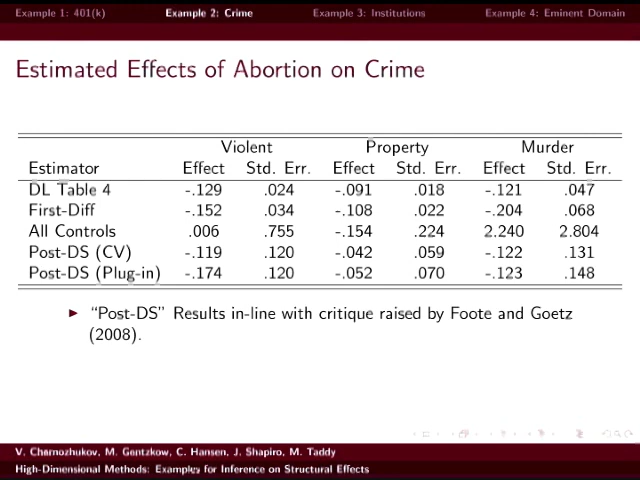 Example 1: 401(k) Example 2: Crime Example 3: Institutions Example 4: Eminent Domain
Estimated Effects of Abortion on Crime
Violent Property Murder
Estimator Effect Std. Err. Effect Std. Err. Effect Std. Err.
DL Table 4 -.129 .024 -.091 .018 -.121 .047
First-Diff -.152 .034 -.108 .022 -.204 .068
All Controls .006 .755 -.154 .224 2.240 2.804
Post-DS (CV) -.119 .120 -.042 .059 -.122 .131
Post-DS (Plug-in) -.174 .120 -.052 .070 -.123 .148
“Post-DS” Results in-line with critique raised by Foote and Goetz
(2008).
V. Chernozhukov, M. Gentzkow, C. Hansen, J. Shapiro, M. Taddy
High-Dimensional Methods: Examples for Inference on Structural Effects